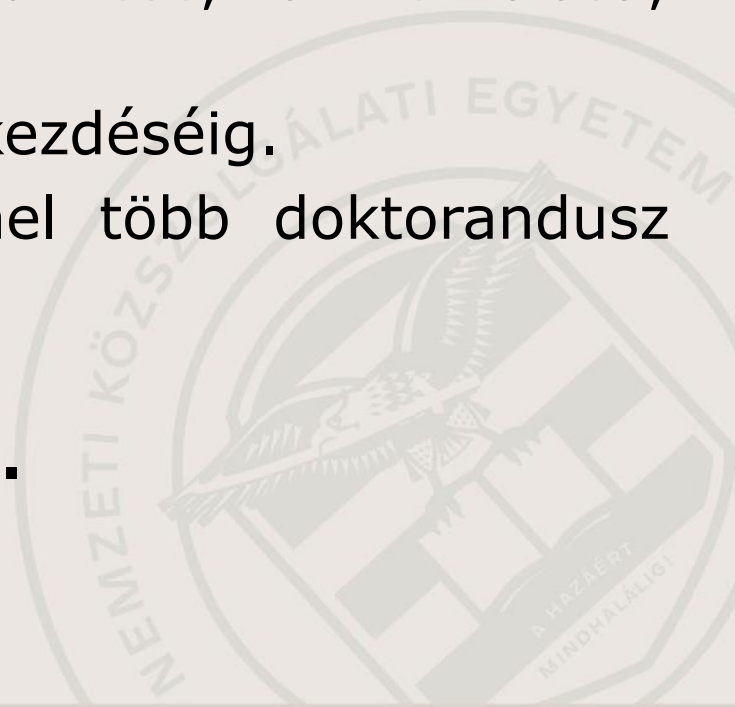 kezdéséig.
több doktorandusz
.
NEMZETI KÖZSZOLGÁLATI EGYETEM
A HAZÁÉRT
MINDHALÁLIG!